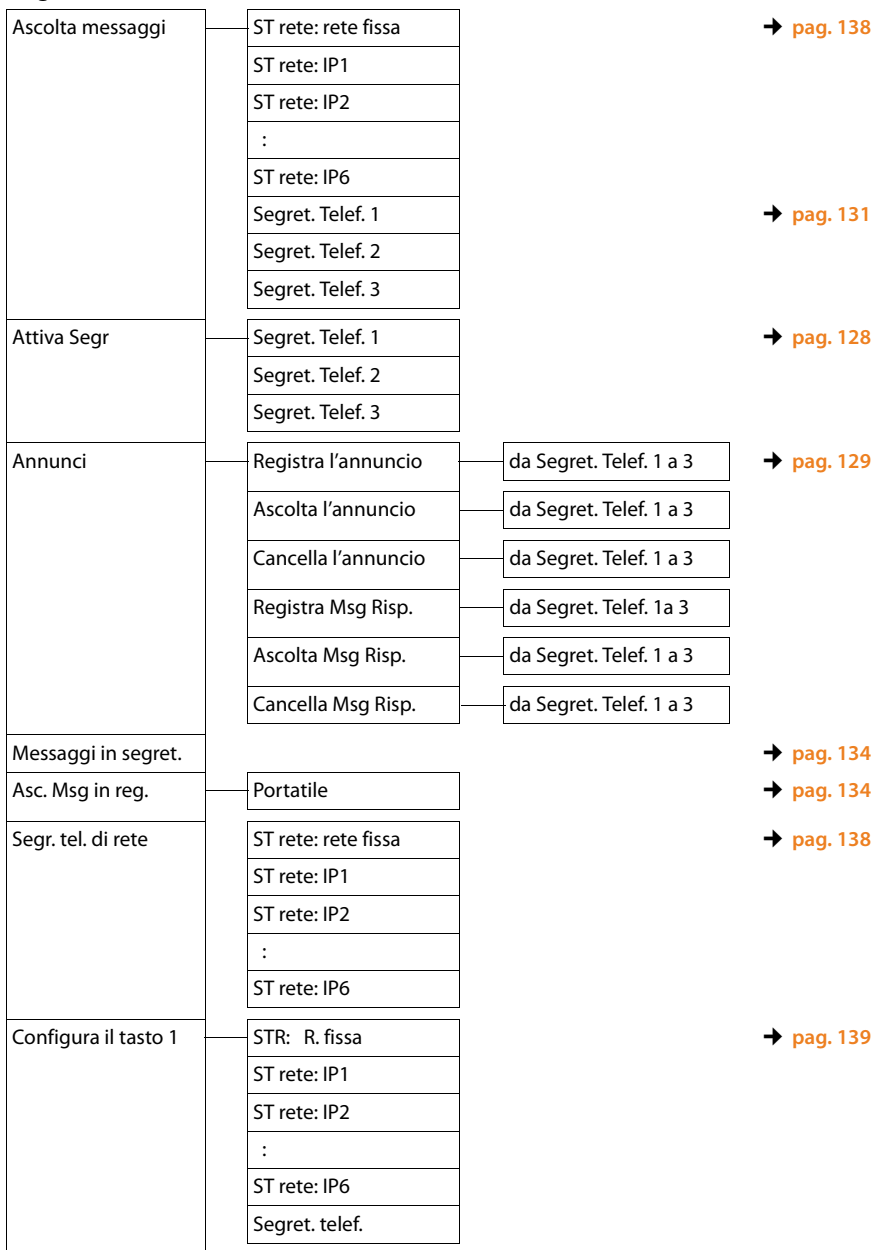 Ascolta messaggi ST rete: rete fissa ➔ pag. 138
ST rete: IP1
ST rete: IP2
:
ST rete: IP6
Segret. Telef. 1 ➔ pag. 131
Segret. Telef. 2
Segret. Telef. 3
Attiva Segr Segret. Telef. 1 ➔ pag. 128
Segret. Telef. 2
Segret. Telef. 3
Annunci Registra l’annuncio da Segret. Telef. 1 a 3 ➔ pag. 129
Ascolta l’annuncio da Segret. Telef. 1 a 3
Cancella l’annuncio da Segret. Telef. 1 a 3
Registra Msg Risp. da Segret. Telef. 1a 3
Ascolta Msg Risp. da Segret. Telef. 1 a 3
Cancella Msg Risp. da Segret. Telef. 1 a 3
Messaggi in segret. ➔ pag. 134
Asc. Msg in reg. Portatile ➔ pag. 134
Segr. tel. di rete ST rete: rete fissa ➔ pag. 138
ST rete: IP1
ST rete: IP2
:
ST rete: IP6
Configura il tasto 1 STR: R. fissa ➔ pag. 139
ST rete: IP1
ST rete: IP2
:
ST rete: IP6
Segret. telef.